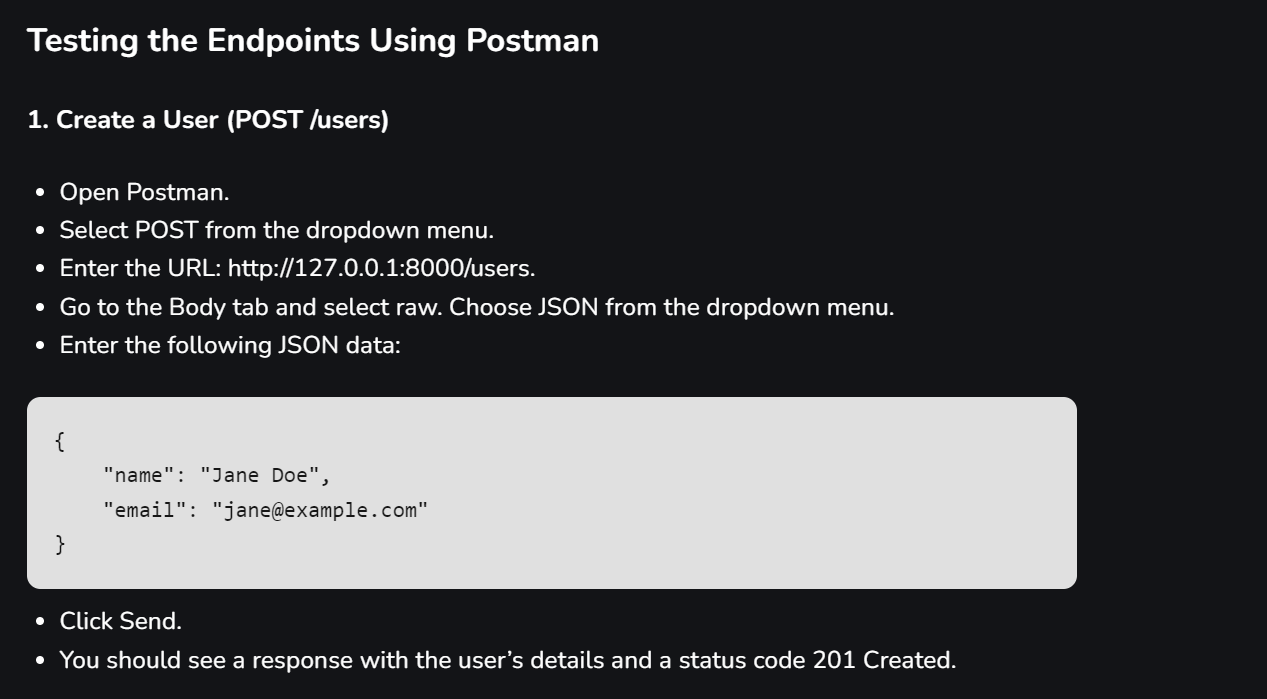 Testing the Endpoints Using Postman
1. Create a User (POST /users)
• Open Postman.
• Select POST from the dropdown menu.
• Enter the URL: http://127.0.0.1:8000/users.
• Go to the Body tab and select raw. Choose JSON from the dropdown menu.
• Enter the following JSON data:
{
    "name": "Jane Doe",
    "email": "jane@example.com"
}
• Click Send.
• You should see a response with the user’s details and a status code 201 Created.